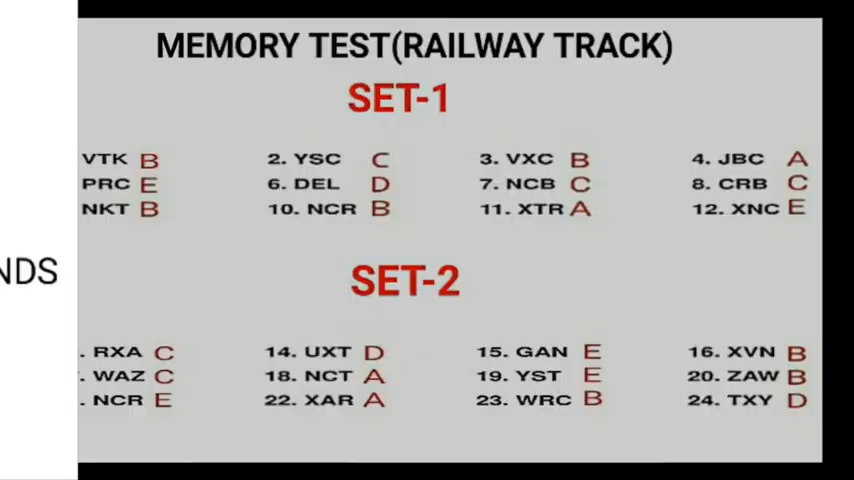 MEMORY TEST(RAILWAY TRACK)
SET-1
VTK B 2. YSC C 3. VXC B 4. JBC A
PRC E 6. DEL D 7. NCB C 8. CRB C
NKT B 10. NCR B 11. XTR A 12. XNC E
NDS
SET-2
. RXA C 14. UXT D 15. GAN E 16. XVN B
. WAZ C 18. NCT A 19. YST E 20. ZAW B
. NCR E 22. XAR A 23. WRC B 24. TXY D